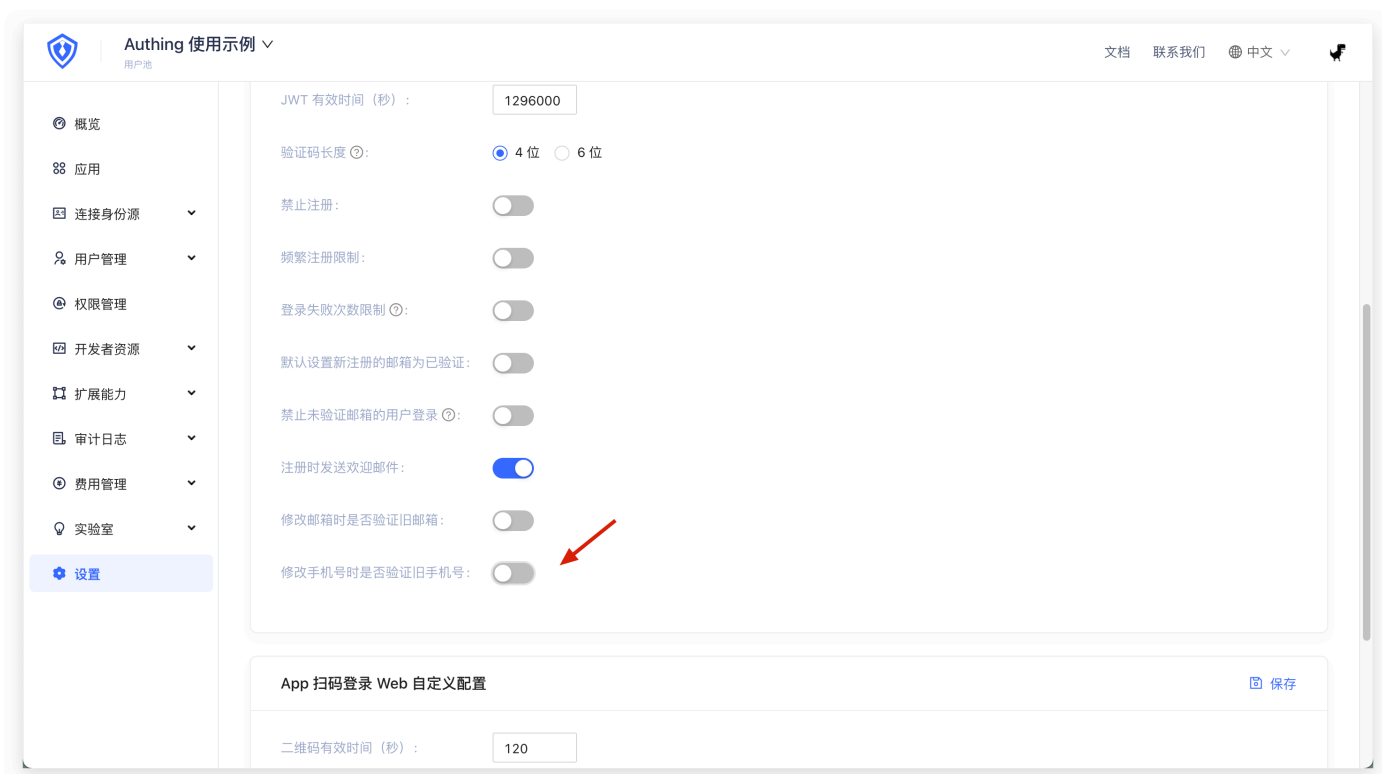 Authing 使用示例
用户池
文档 联系我们 中文
概览
应用
连接身份源
用户管理
权限管理
开发者资源
扩展能力
审计日志
费用管理
实验室
设置
JWT 有效时间（秒）: 1296000
验证码长度 ?: 4 位 6 位
禁止注册:
频繁注册限制:
登录失败次数限制 ?:
默认设置新注册的邮箱为已验证:
禁止未验证邮箱的用户登录 ?:
注册时发送欢迎邮件:
修改邮箱时是否验证旧邮箱:
修改手机号时是否验证旧手机号:
App 扫码登录 Web 自定义配置 保存
二维码有效时间（秒）: 120